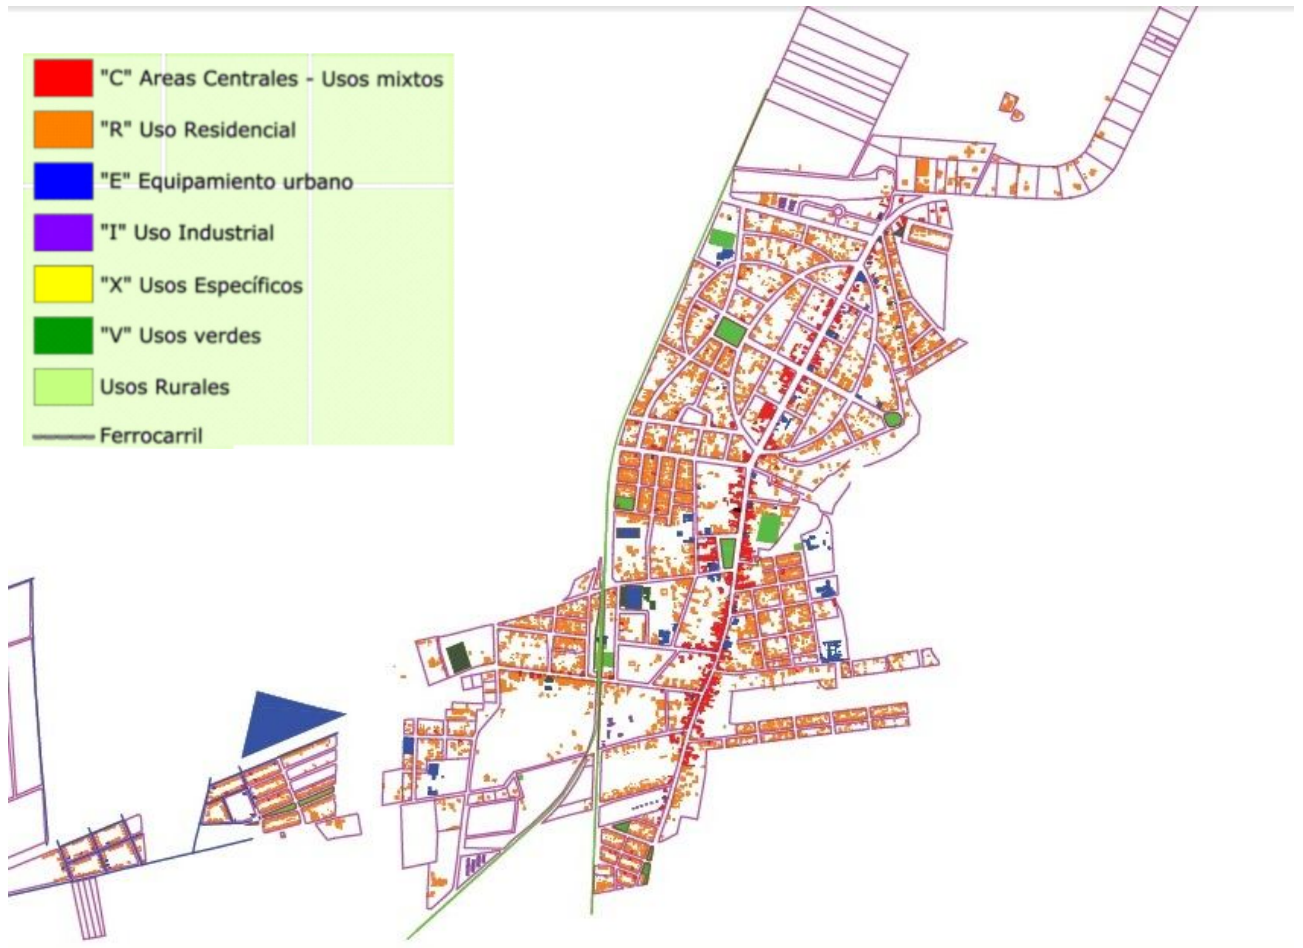 "C" Areas Centrales - Usos mixtos
"R" Uso Residencial
"E" Equipamiento urbano
"I" Uso Industrial
"X" Usos Específicos
"V" Usos verdes
Usos Rurales
Ferrocarril